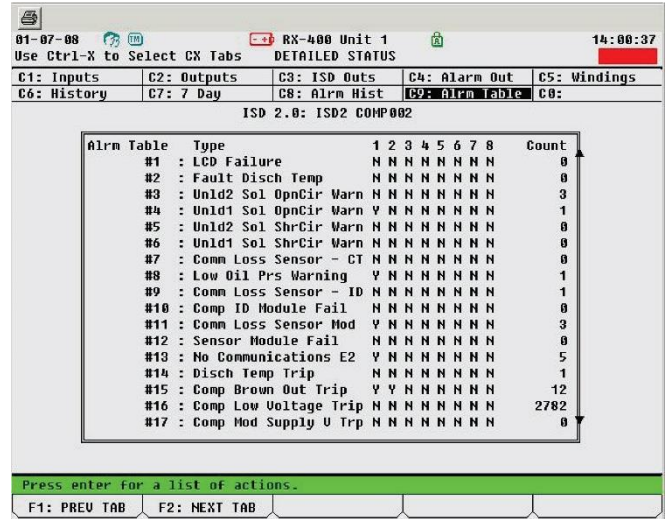 01-07-08 TM - + RX-400 Unit 1 A 14:00:37
Use Ctrl-X to Select CX Tabs DETAILED STATUS
C1: Inputs C2: Outputs C3: ISD Outs C4: Alarm Out C5: Windings
C6: History C7: 7 Day C8: Alrm Hist C9: Alrm Table C0:
ISD 2.0: ISD2 COMP002
Alrm Table Type 1 2 3 4 5 6 7 8 Count
#1 : LCD Failure N N N N N N N N 0
#2 : Fault Disch Temp N N N N N N N N 0
#3 : Unld2 Sol OpnCir Warn N N N N N N N N 3
#4 : Unld1 Sol OpnCir Warn Y N N N N N N N 1
#5 : Unld2 Sol ShrCir Warn N N N N N N N N 0
#6 : Unld1 Sol ShrCir Warn N N N N N N N N 0
#7 : Comm Loss Sensor - CT N N N N N N N N 0
#8 : Low Oil Prs Warning Y N N N N N N N 1
#9 : Comm Loss Sensor - ID N N N N N N N N 1
#10 : Comp ID Module Fail N N N N N N N N 0
#11 : Comm Loss Sensor Mod Y N N N N N N N 3
#12 : Sensor Module Fail N N N N N N N N 0
#13 : No Communications E2 Y N N N N N N N 5
#14 : Disch Temp Trip N N N N N N N N 1
#15 : Comp Brown Out Trip Y Y N N N N N N 12
#16 : Comp Low Voltage Trip N N N N N N N N 2782
#17 : Comp Mod Supply V Trp N N N N N N N N 0
Press enter for a list of actions.
F1: PREV TAB F2: NEXT TAB